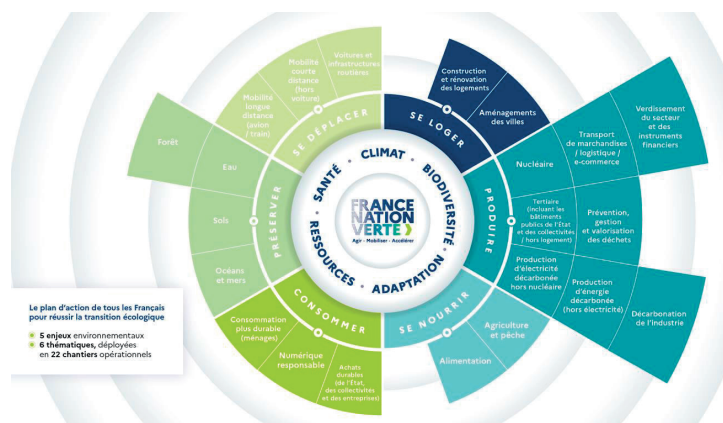 Voitures et
infrastructures
routières
Mobilité
courte
distance
(hors
voiture)
Mobilité
longue
distance
(avion
/ train)
SE DÉPLACER
Construction
et rénovation
des logements
Aménagements
des villes
SE LOGER
Forêt
Eau
Sols
Océans
et mers
PRÉSERVER
Nucléaire
Transport
de marchandises
/ logistique /
e-commerce
Verdissement
du secteur
et des
instruments
financiers
Tertiaire
(incluant les
bâtiments
publics de l'État
et des collectivités
/ hors logement)
Prévention,
gestion
et valorisation
des déchets
Production
d'électricité
décarbonée
hors nucléaire
Production
d'énergie
décarbonée
(hors électricité)
Décarbonation
de l'industrie
PRODUIRE
SANTÉ • CLIMAT • BIODIVERSITÉ • ADAPTATION • RESSOURCES •
FRANCE
NATION
VERTE
Agir • Mobiliser • Accélérer
CONSOMMER
Consommation
plus durable
(ménages)
Numérique
responsable
Achats
durables
(de l'État,
des collectivités
et des entreprises)
SE NOURRIR
Agriculture
et pêche
Alimentation
Le plan d'action de tous les Français
pour réussir la transition écologique
5 enjeux environnementaux
6 thématiques, déployées
en 22 chantiers opérationnels